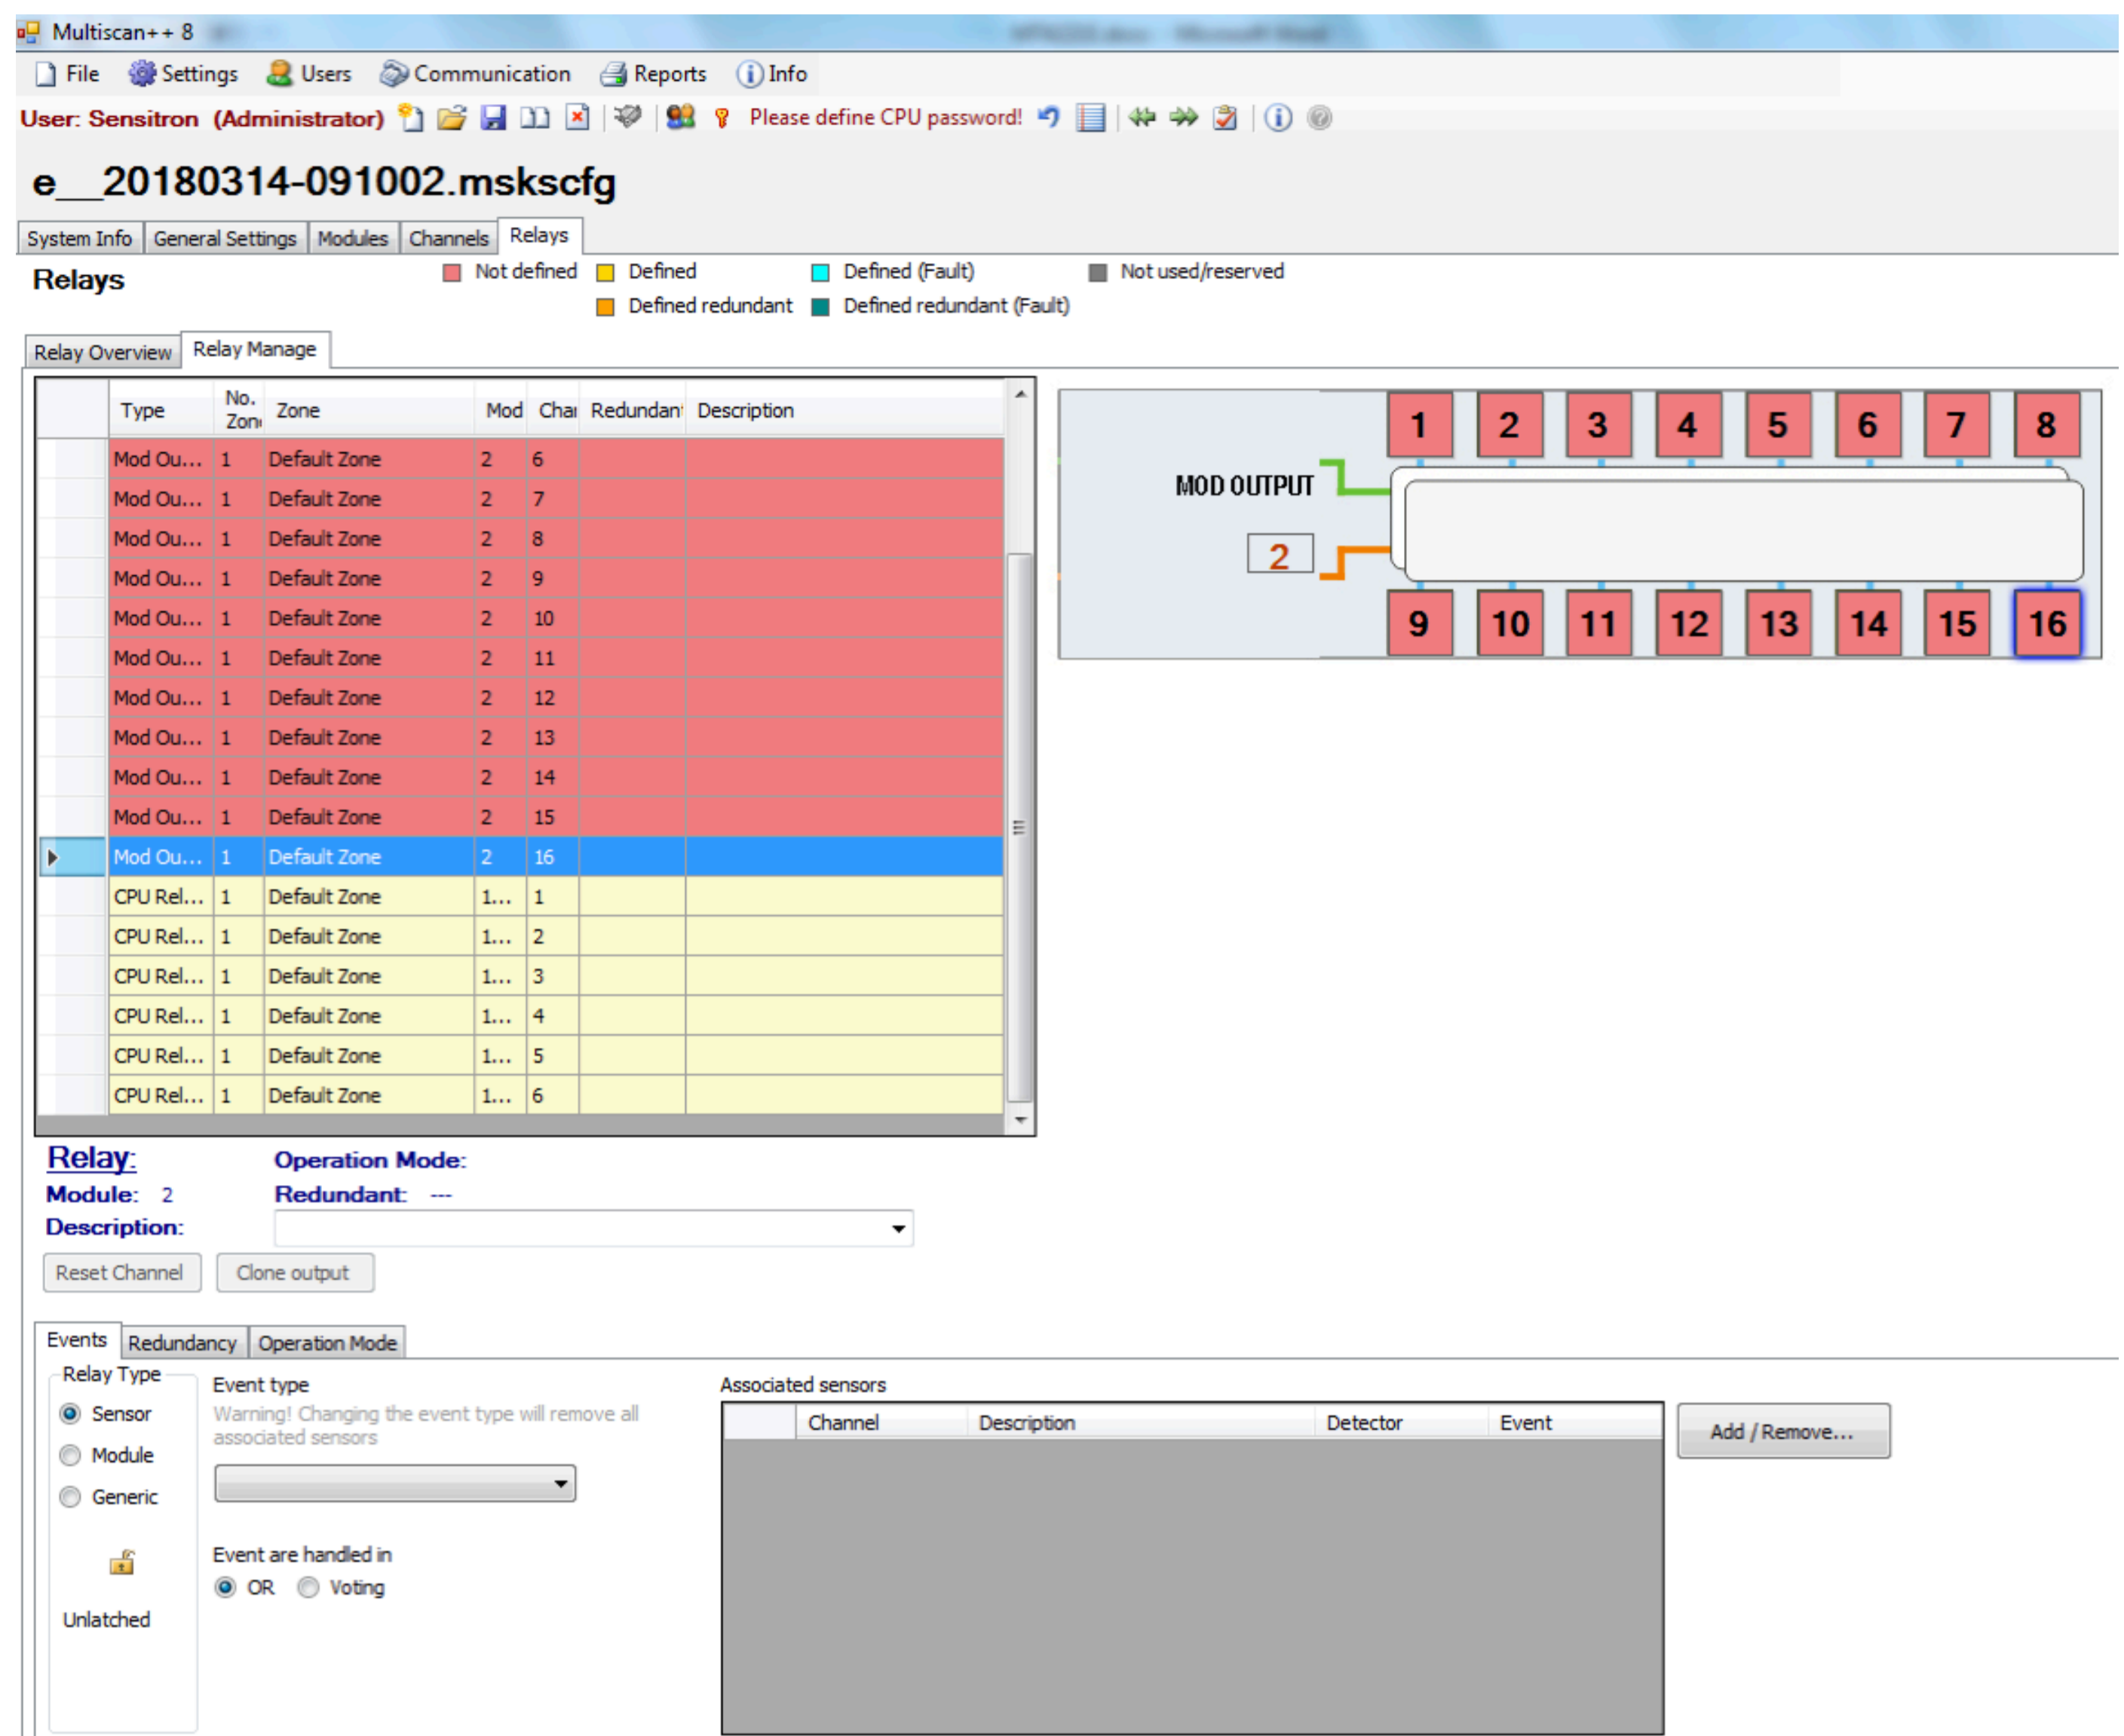 Multiscan++ 8
File Settings Users Communication Reports Info
User: Sensitron (Administrator) Please define CPU password!
e__20180314-091002.mskscfg
System Info General Settings Modules Channels Relays
Relays
Not defined Defined Defined (Fault) Not used/reserved
Defined redundant Defined redundant (Fault)
Relay Overview Relay Manage
Type No. Zone Mod Chai Redundan Description
Zon
Mod Ou... 1 Default Zone 2 6
Mod Ou... 1 Default Zone 2 7
Mod Ou... 1 Default Zone 2 8
Mod Ou... 1 Default Zone 2 9
Mod Ou... 1 Default Zone 2 10
Mod Ou... 1 Default Zone 2 11
Mod Ou... 1 Default Zone 2 12
Mod Ou... 1 Default Zone 2 13
Mod Ou... 1 Default Zone 2 14
Mod Ou... 1 Default Zone 2 15
Mod Ou... 1 Default Zone 2 16
CPU Rel... 1 Default Zone 1... 1
CPU Rel... 1 Default Zone 1... 2
CPU Rel... 1 Default Zone 1... 3
CPU Rel... 1 Default Zone 1... 4
CPU Rel... 1 Default Zone 1... 5
CPU Rel... 1 Default Zone 1... 6
1 2 3 4 5 6 7 8
MOD OUTPUT
2
9 10 11 12 13 14 15 16
Relay: Operation Mode:
Module: 2 Redundant: ---
Description:
Reset Channel Clone output
Events Redundancy Operation Mode
Relay Type
Sensor
Module
Generic
Unlatched
Event type
Warning! Changing the event type will remove all
associated sensors
Event are handled in
OR Voting
Associated sensors
Channel Description Detector Event
Add / Remove...